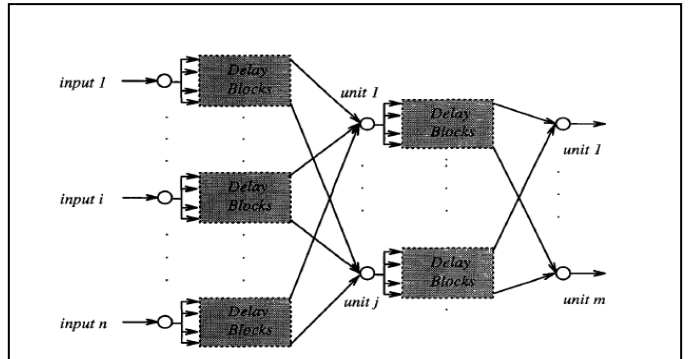 input 1
Delay
Blocks
unit 1
Delay
Blocks
unit 1
input i
Delay
Blocks
Delay
Blocks
unit j
unit m
input n
Delay
Blocks